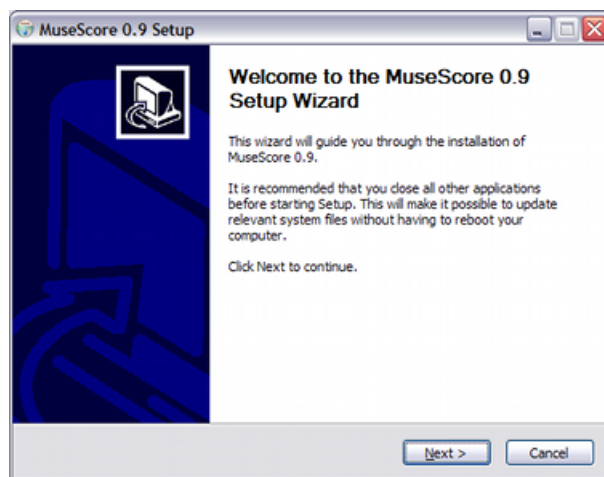 MuseScore 0.9 Setup
Welcome to the MuseScore 0.9
Setup Wizard
This wizard will guide you through the installation of
MuseScore 0.9.
It is recommended that you close all other applications
before starting Setup. This will make it possible to update
relevant system files without having to reboot your
computer.
Click Next to continue.
Next >
Cancel